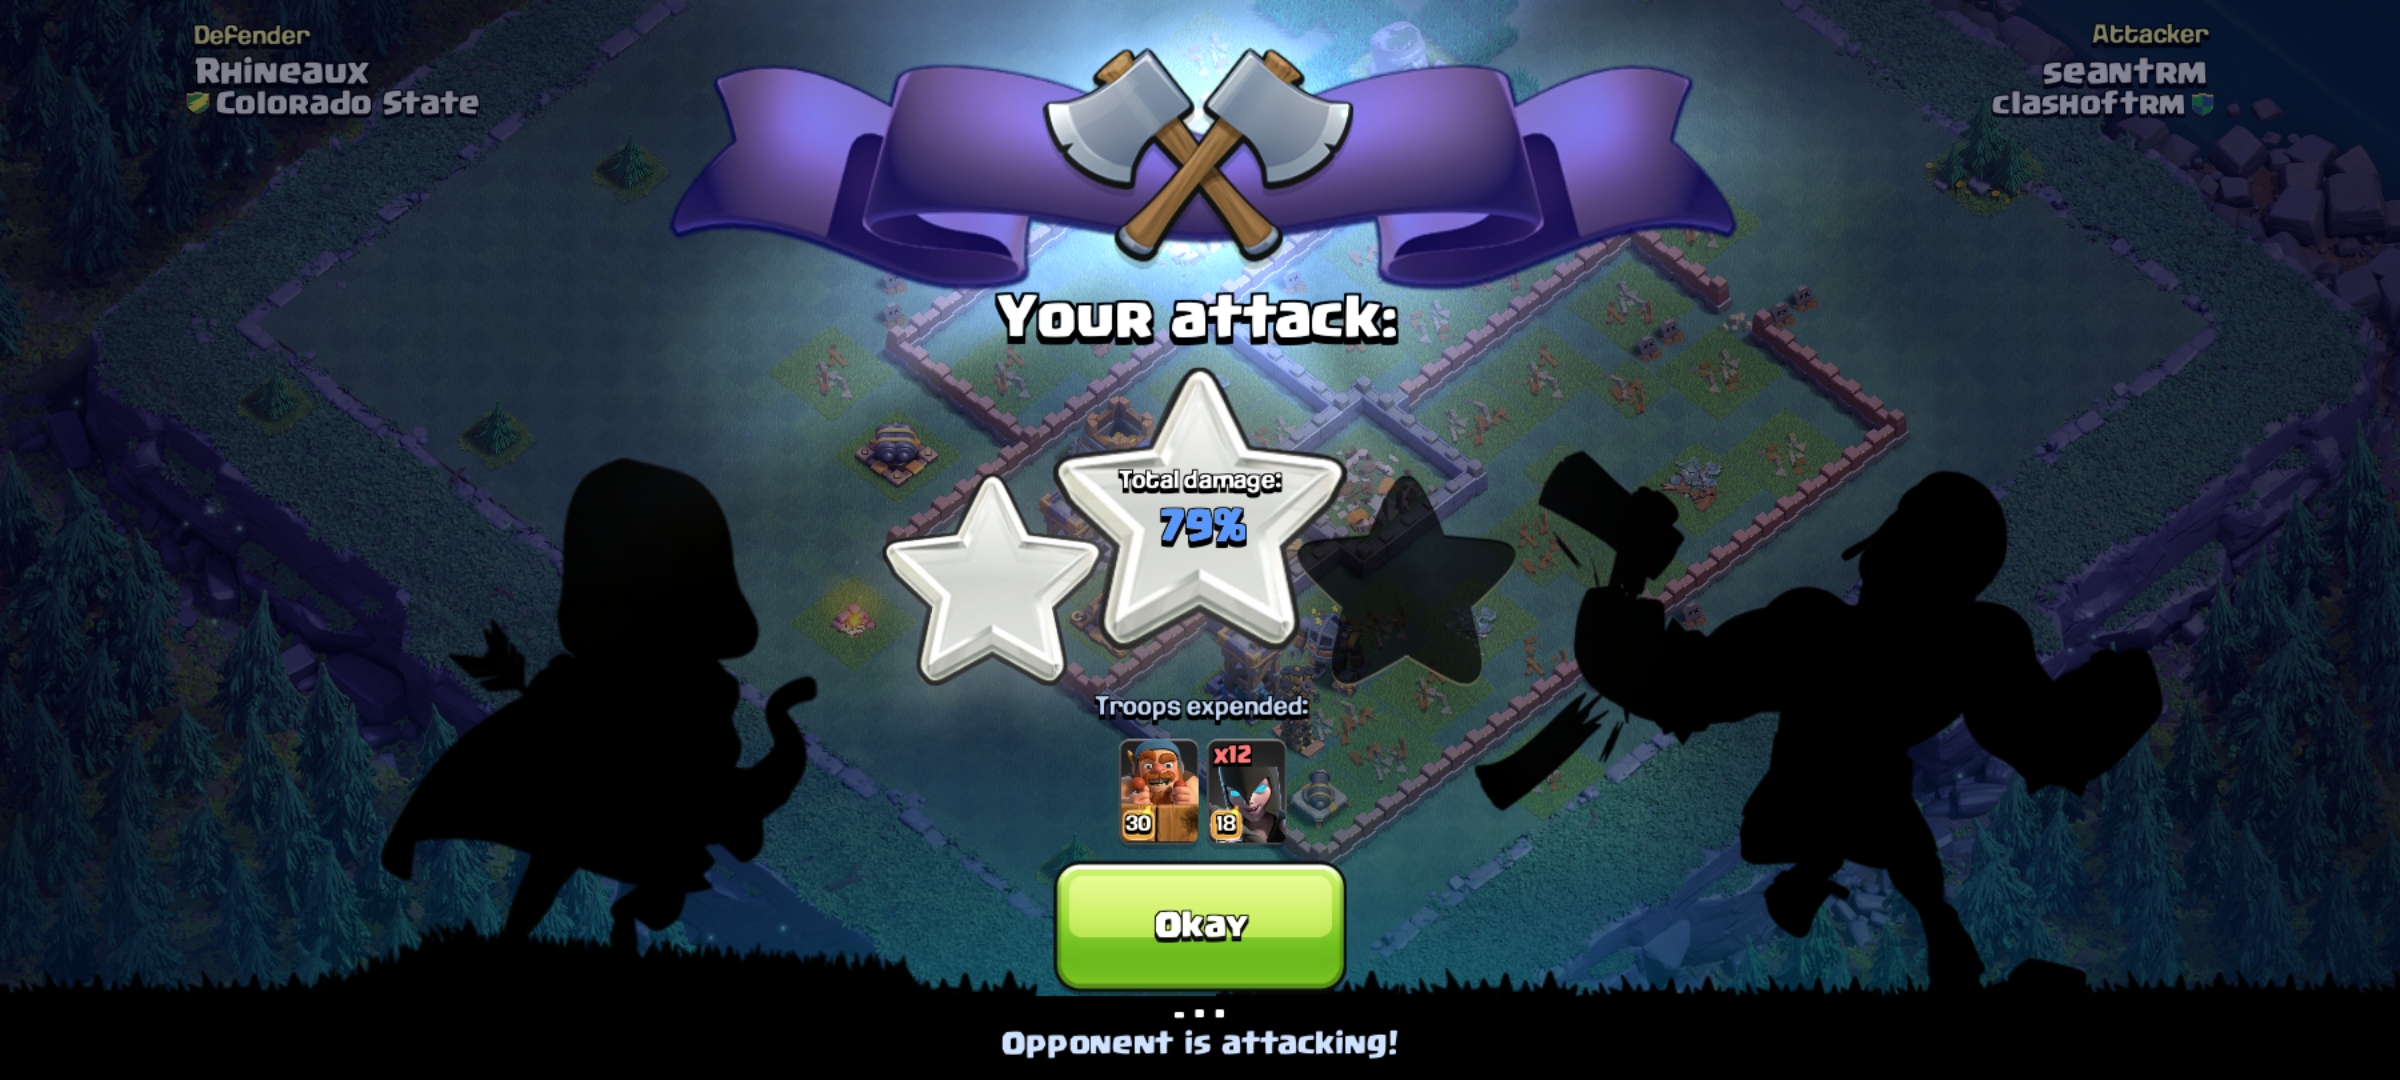 Defender
Rhineaux
Colorado State
Attacker
seantrm
clashoftrm
Your attack:
Total damage:
79%
Troops expended:
x12
30
18
Okay
Opponent is attacking!